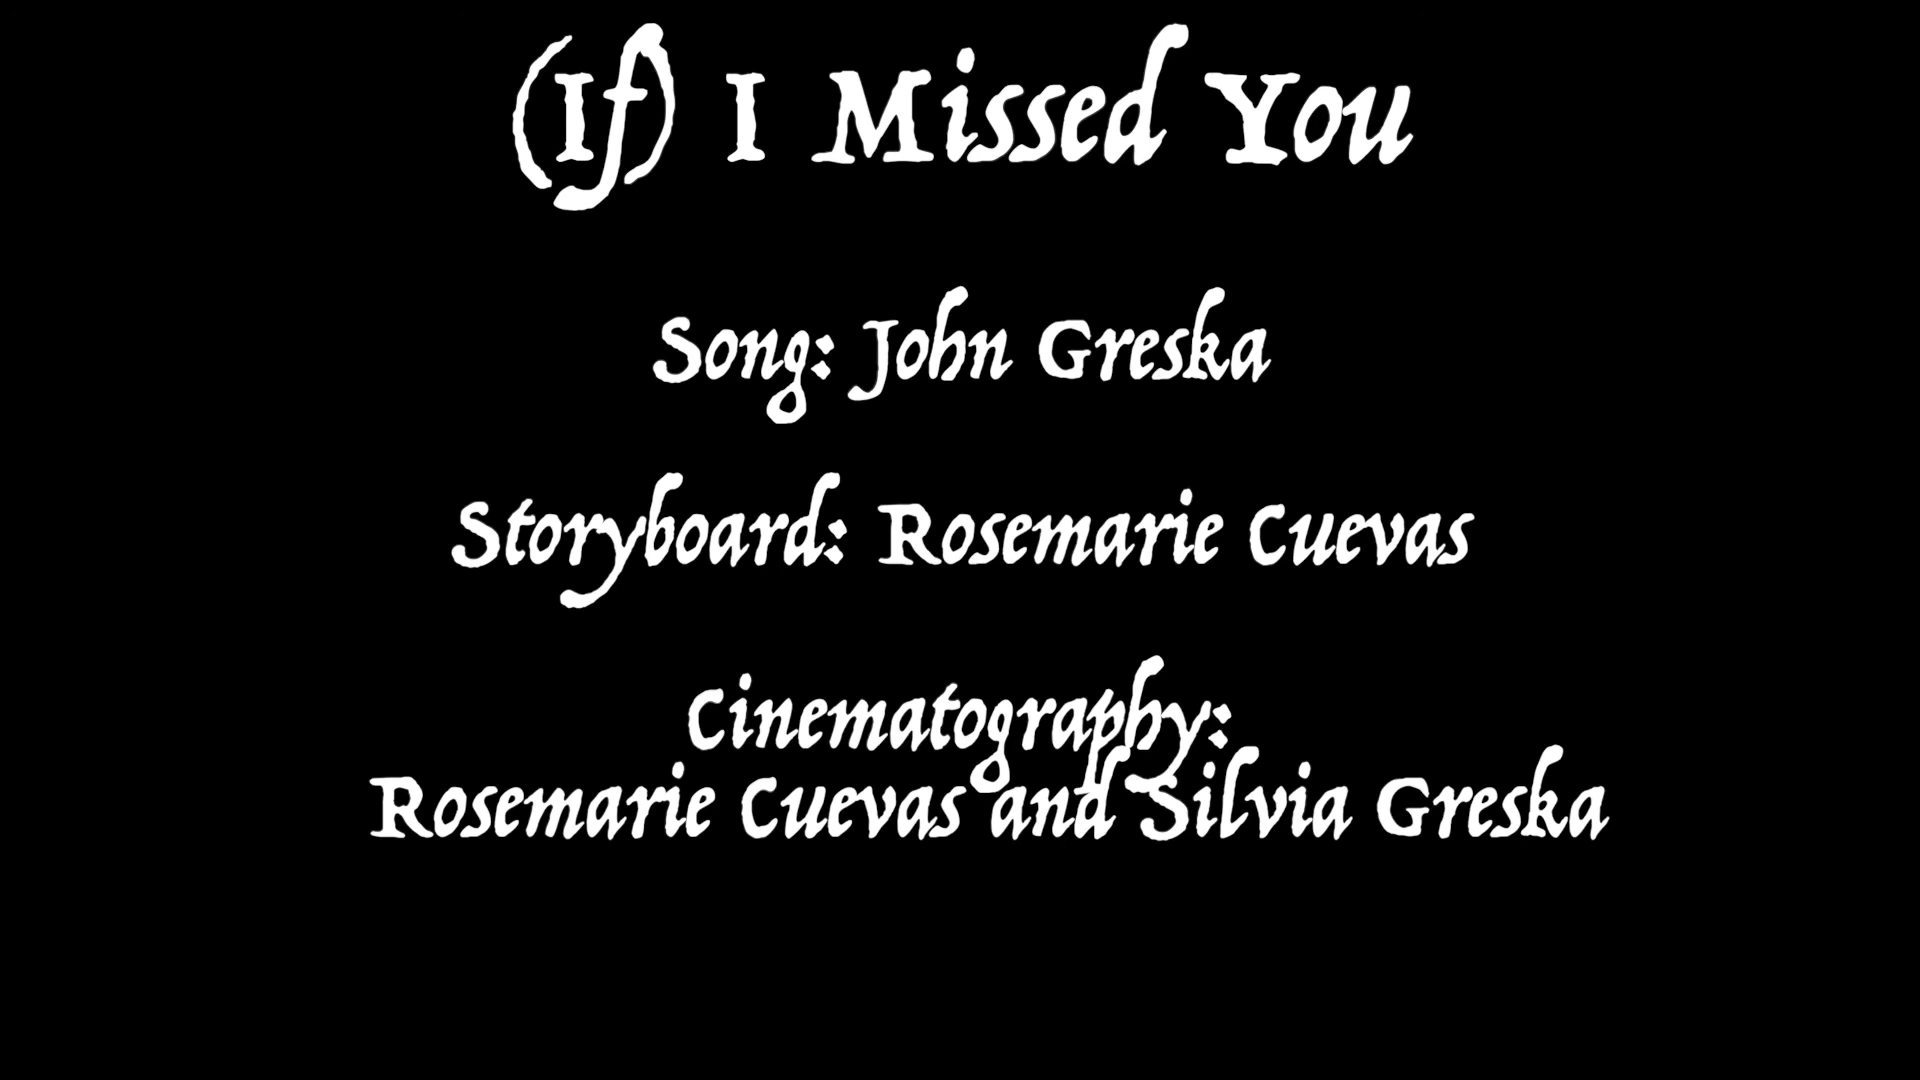 (If) I Missed You
Song: John Greska
Storyboard: Rosemarie Cuevas
Cinematography:
Rosemarie Cuevas and Silvia Greska